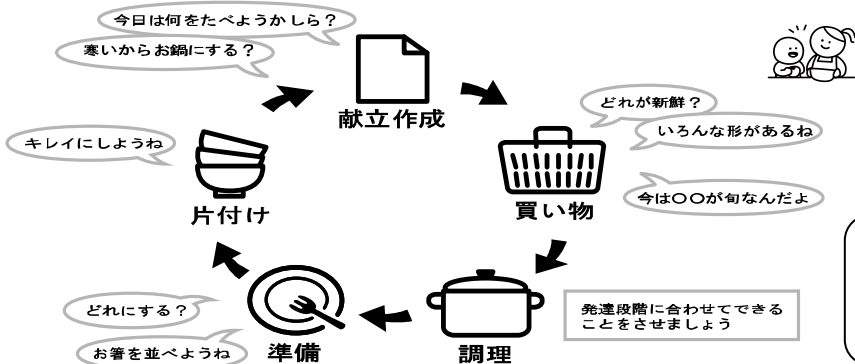 今日は何をたべようかしら？
寒いからお鍋にする？
献立作成
どれが新鮮？
いろんな形があるね
今は〇〇が旬なんだよ
買い物
発達段階に合わせてできる
ことをさせましょう
調理
準備
どれにする？
お箸を並べようね
片付け
キレイにしようね